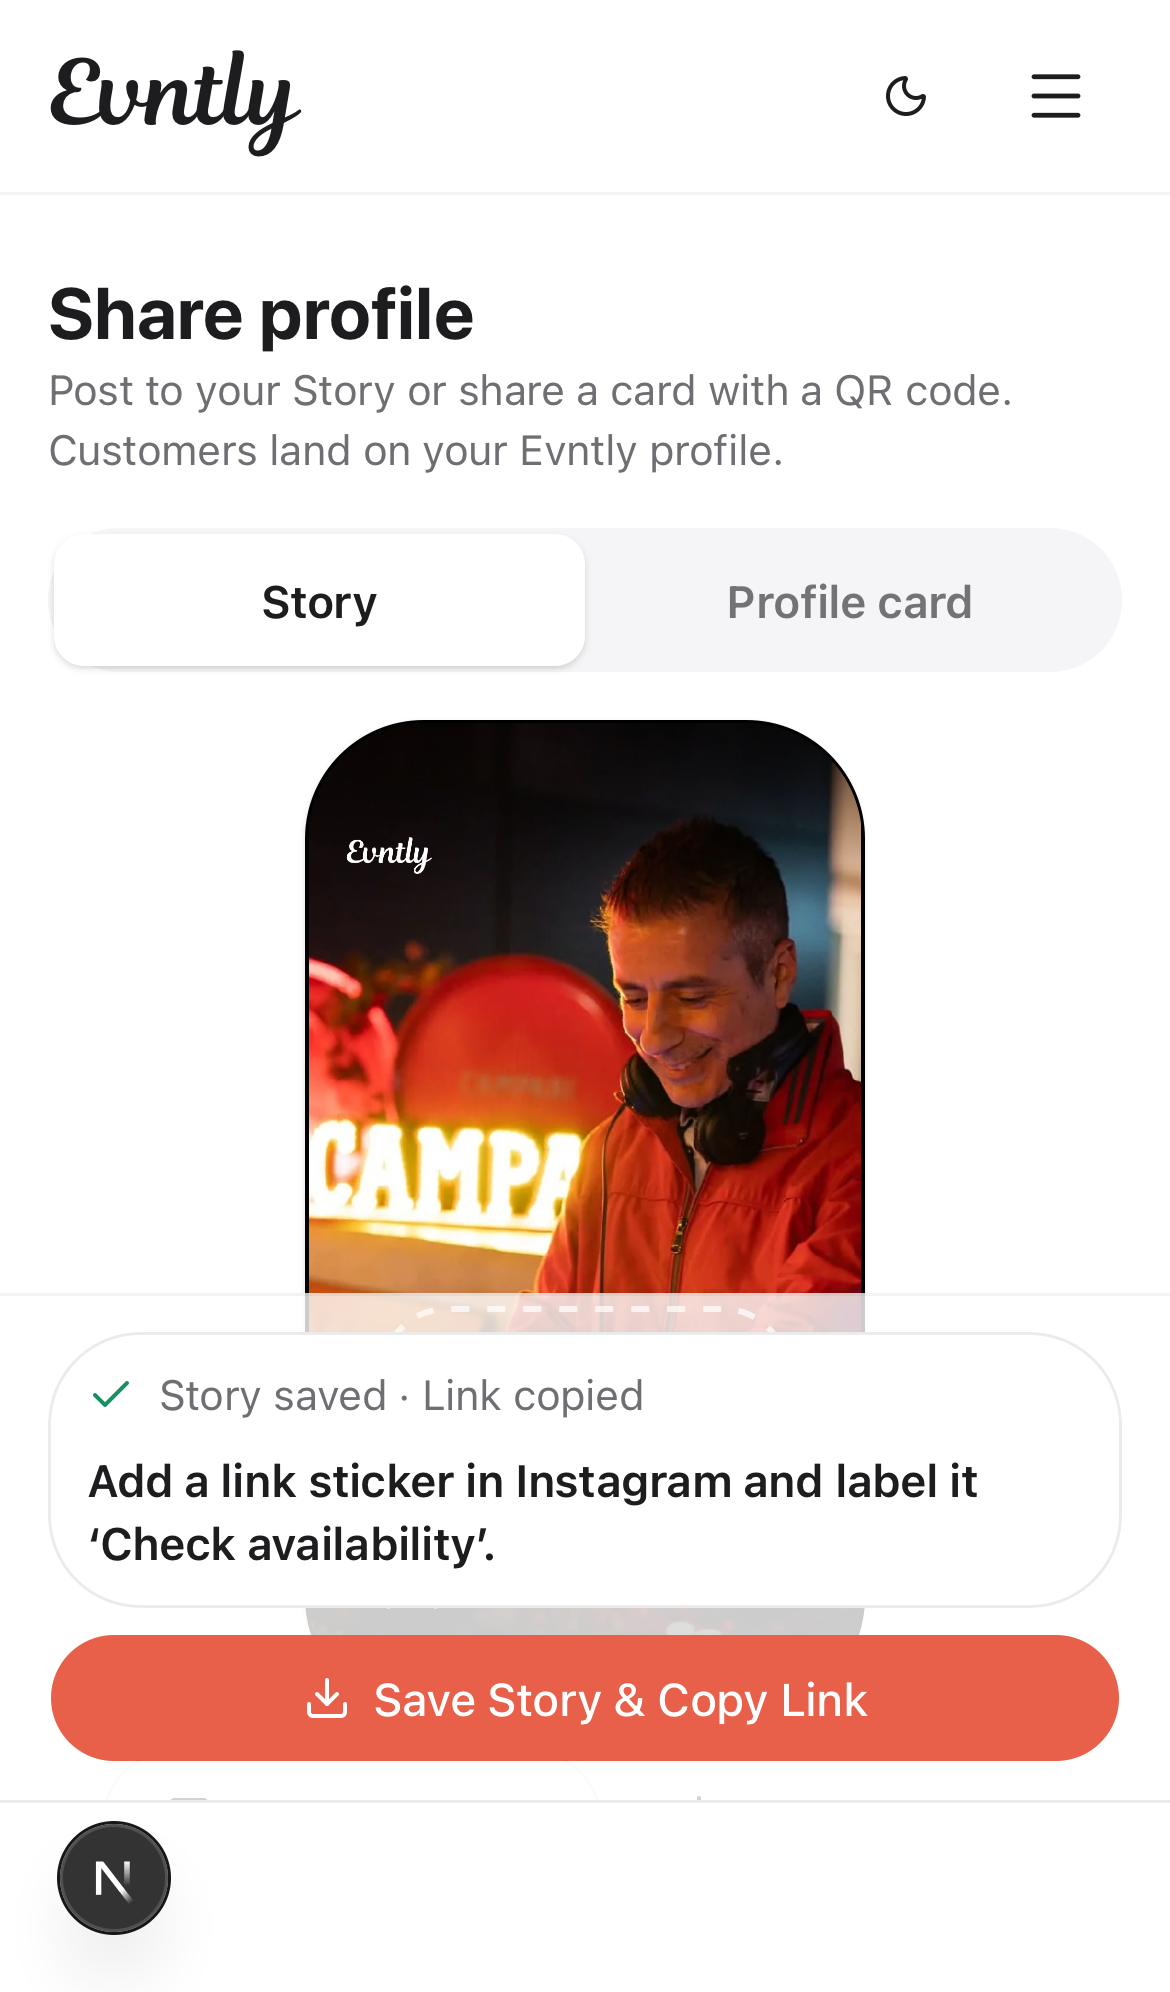 Evntly
Share profile
Post to your Story or share a card with a QR code.
Customers land on your Evntly profile.
Story
Profile card
Evntly
CAMPARI
CAMPA
Story saved · Link copied
Add a link sticker in Instagram and label it
‘Check availability’.
Save Story & Copy Link
N